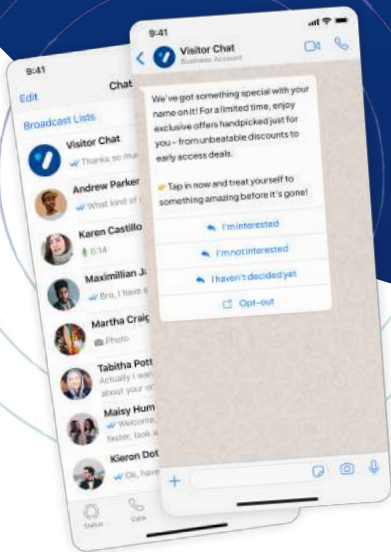 9:41
Edit
Chat
Broadcast Lists
Visitor Chat
Thanks so
Andrew Parker
What kind of
Karen Castillo
0:14
Maximillian
Bro, I have
Martha Craig
Photo
Tabitha Pott
Actually I
about your
Maisy Hum
Welcome,
faster, look
Kieron Dot
Ok, have
Status
Calls
9:41
Visitor Chat
Business Account
We've got something special with your
name on it! For a limited time, enjoy
exclusive offers handpicked just for
you – from unbeatable discounts to
early access deals.
👉 Tap in now and treat yourself to
something amazing before it's gone!
I'm interested
I'm not interested
I haven't decided yet
Opt-out